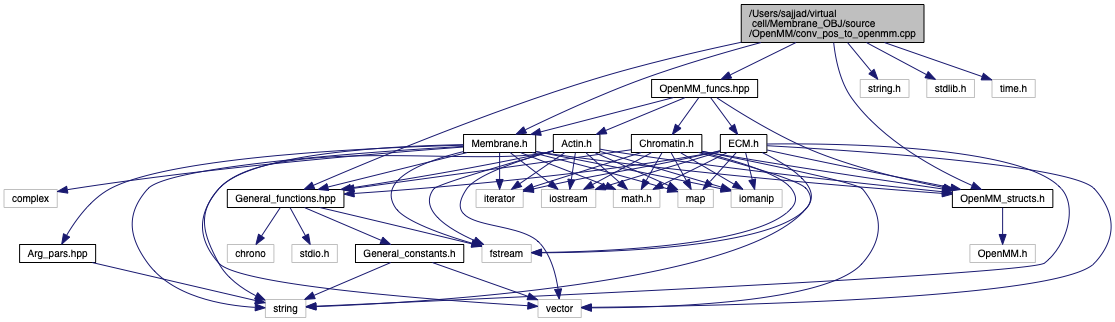 /Users/sajjad/virtual
cell/Membrane_OBJ/source
/OpenMM/conv_pos_to_openmm.cpp
OpenMM_funcs.hpp
string.h
stdlib.h
time.h
Membrane.h
Actin.h
Chromatin.h
ECM.h
complex
General_functions.hpp
iterator
iostream
math.h
map
iomanip
OpenMM_structs.h
Arg_pars.hpp
chrono
stdio.h
General_constants.h
fstream
OpenMM.h
string
vector